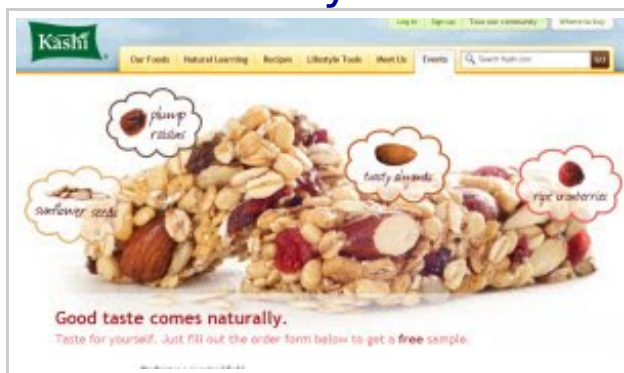 Kashi
Log in Sign up Tour our community Where to buy
Our Foods Natural Learning Recipes Lifestyle Tools Meet Us Events Search Kashi.com GO
plump
raisins
tasty almonds
ripe cranberries
sunflower seeds
Good taste comes naturally.
Taste for yourself. Just fill out the order form below to get a free sample.